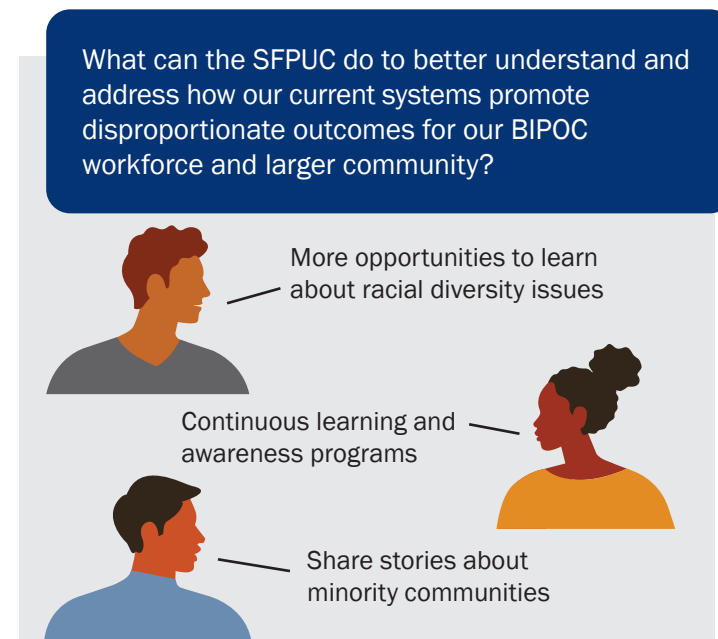 What can the SFPUC do to better understand and
address how our current systems promote
disproportionate outcomes for our BIPOC
workforce and larger community?
More opportunities to learn
about racial diversity issues
Continuous learning and
awareness programs
Share stories about
minority communities